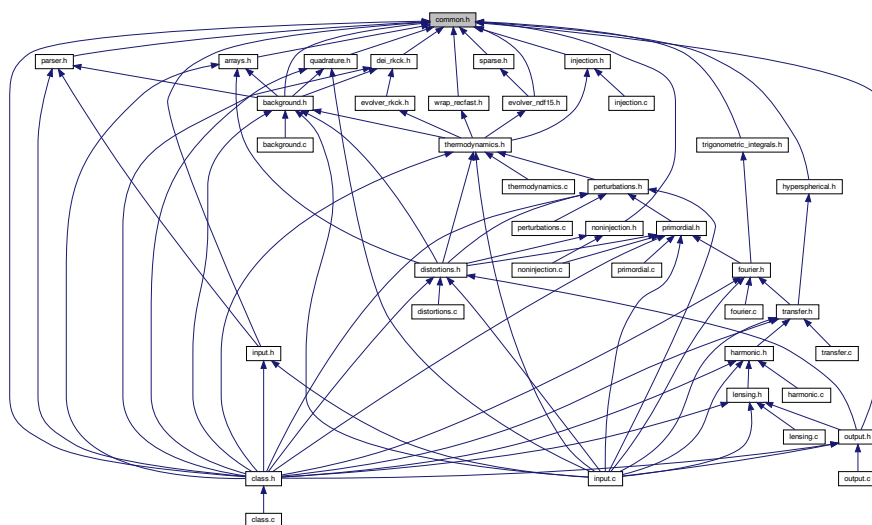 common.h
parser.h
arrays.h
quadrature.h
dei_rkck.h
sparse.h
injection.h
background.h
evolver_rkck.h
wrap_recfast.h
evolver_ndf15.h
injection.c
background.c
thermodynamics.h
trigonometric_integrals.h
thermodynamics.c
perturbations.h
hyperspherical.h
perturbations.c
noninjection.h
primordial.h
distortions.h
noninjection.c
primordial.c
fourier.h
distortions.c
fourier.c
transfer.h
input.h
harmonic.h
transfer.c
lensing.h
harmonic.c
lensing.c
output.h
class.h
input.c
output.c
class.c